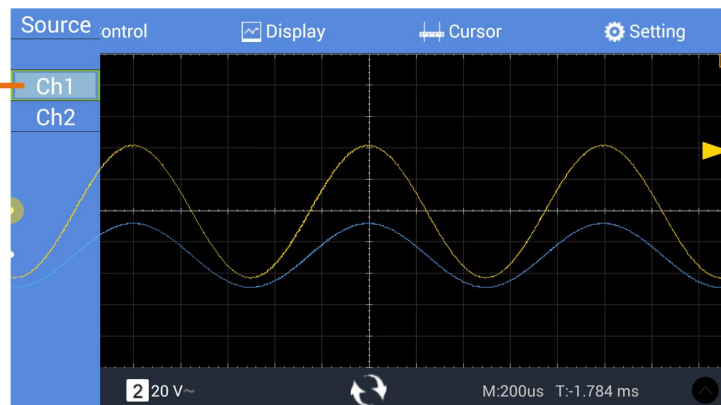 Source ontrol Display Cursor Setting
Ch1
Ch2
2 20 V~ M:200us T:-1.784 ms